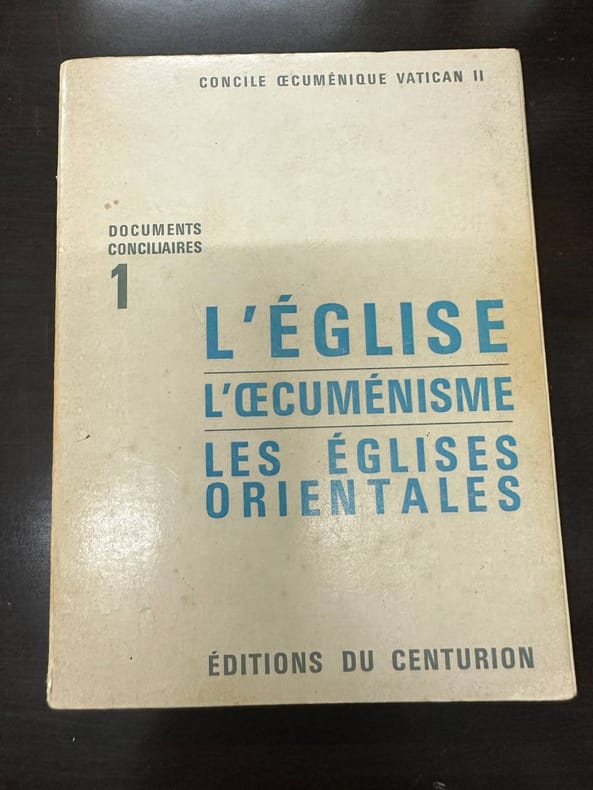 CONCILE ŒCUMÉNIQUE VATICAN II
DOCUMENTS
CONCILIAIRES
1
L'ÉGLISE
L'ŒCUMÉNISME
LES ÉGLISES
ORIENTALES
ÉDITIONS DU CENTURION